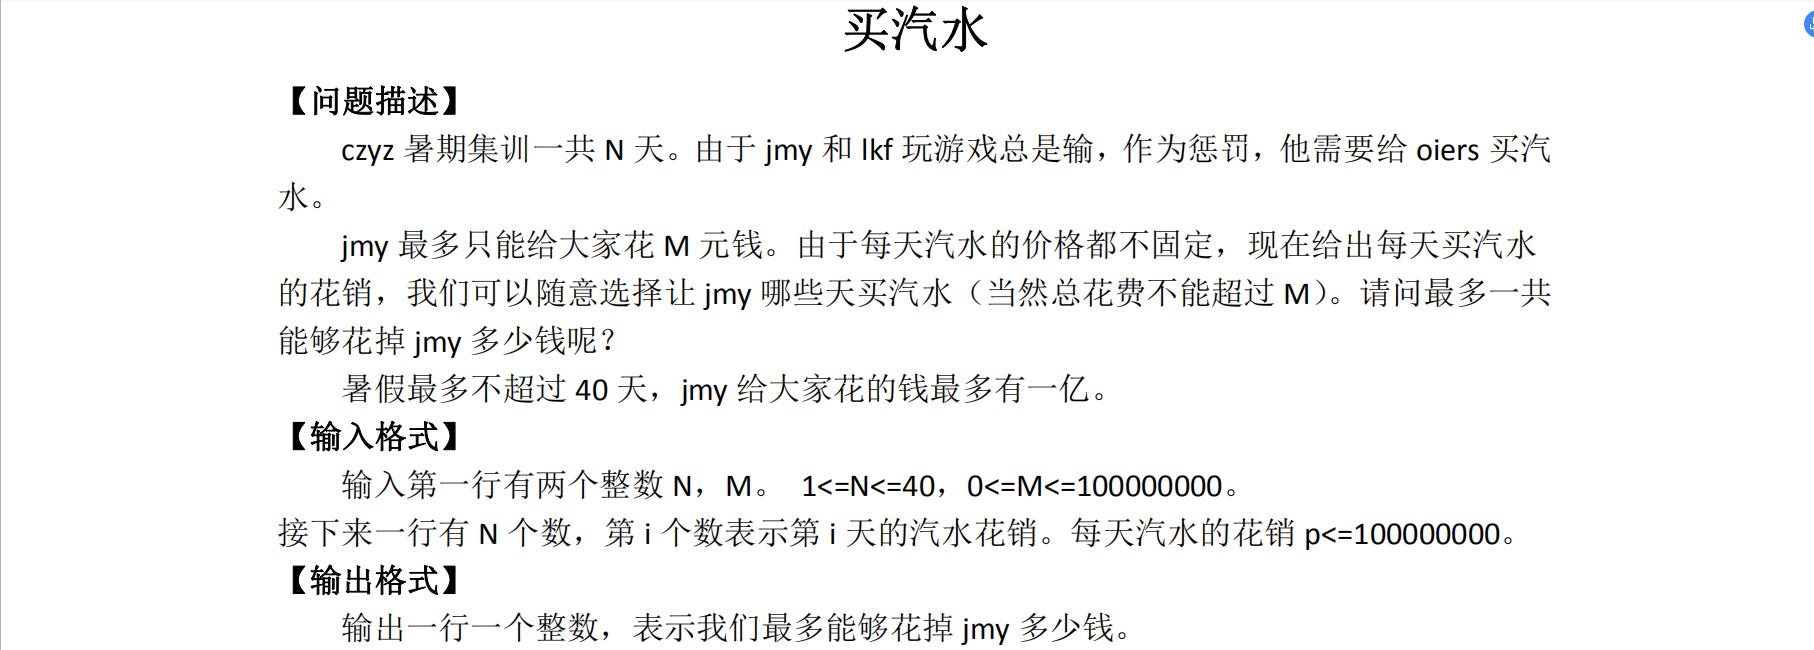 买汽水
【问题描述】
czyz 暑期集训一共 N 天。由于 jmy 和 lkf 玩游戏总是输，作为惩罚，他需要给 oiers 买汽
水。
jmy 最多只能给大家花 M 元钱。由于每天汽水的价格都不固定，现在给出每天买汽水
的花销，我们可以随意选择让 jmy 哪些天买汽水（当然总花费不能超过 M）。请问最多一共
能够花掉 jmy 多少钱呢？
暑假最多不超过 40 天，jmy 给大家花的钱最多有一亿。
【输入格式】
输入第一行有两个整数 N，M。 1<=N<=40，0<=M<=100000000。
接下来一行有 N 个数，第 i 个数表示第 i 天的汽水花销。每天汽水的花销 p<=100000000。
【输出格式】
输出一行一个整数，表示我们最多能够花掉 jmy 多少钱。